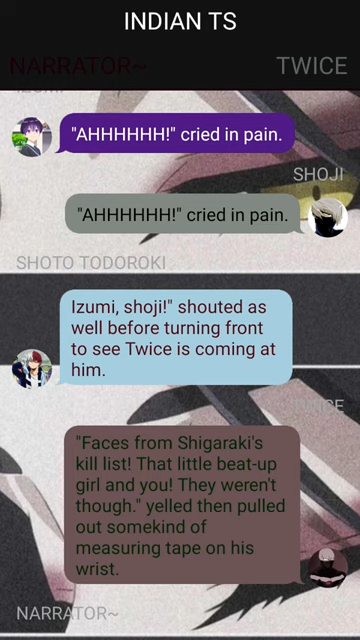 INDIAN TS
NARRATOR~
TWICE
IZUMI
"AHHHHHH!" cried in pain.
SHOJI
"AHHHHHH!" cried in pain.
SHOTO TODOROKI
Izumi, shoji!" shouted as
well before turning front
to see Twice is coming at
him.
TWICE
"Faces from Shigaraki's
kill list! That little beat-up
girl and you! They weren't
though." yelled then pulled
out somekind of
measuring tape on his
wrist.
NARRATOR~